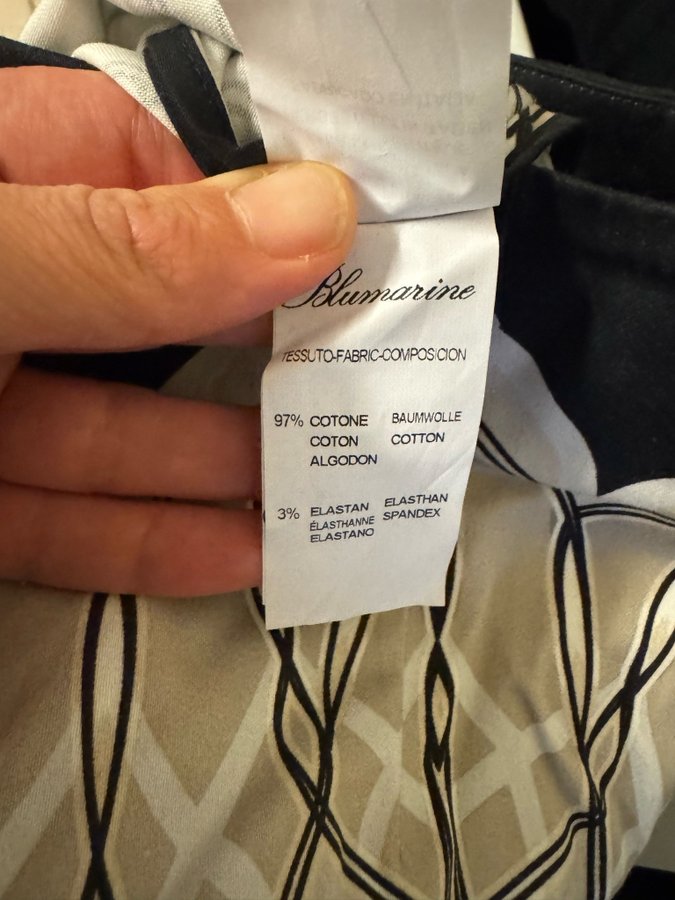 Blumarine
TESSUTO-FABRIC-COMPOSICION
97% COTONE BAUMWOLLE
COTON COTTON
ALGODON
3% ELASTAN ELASTHAN
ÉLASTHANNE SPANDEX
ELASTANO